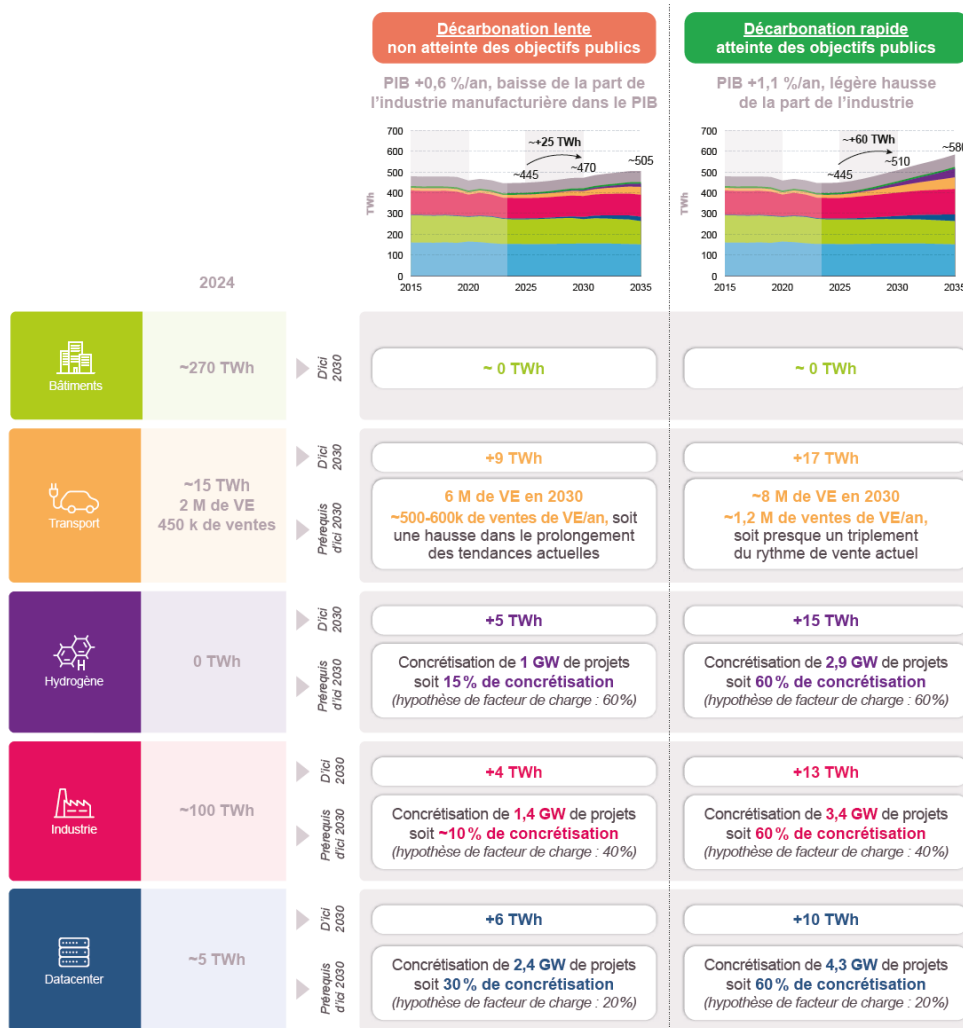 Décarbonation lente
non atteinte des objectifs publics
Décarbonation rapide
atteinte des objectifs publics
PIB +0,6 %/an, baisse de la part de
l'industrie manufacturière dans le PIB
PIB +1,1 %/an, légère hausse
de la part de l'industrie
700
600
500
400
300
200
100
0
TWh
~+25 TWh
~445
~470
~505
2015
2020
2025
2030
2035
700
600
500
400
300
200
100
0
TWh
~+60 TWh
~445
~510
~580
2015
2020
2025
2030
2035
2024
Bâtiments
~270 TWh
D'ici
2030
~ 0 TWh
~ 0 TWh
Transport
~15 TWh
2 M de VE
450 k de ventes
D'ici
2030
+9 TWh
+17 TWh
Prérequis
d'ici 2030
6 M de VE en 2030
~500-600k de ventes de VE/an, soit
une hausse dans le prolongement
des tendances actuelles
~8 M de VE en 2030
~1,2 M de ventes de VE/an,
soit presque un triplement
du rythme de vente actuel
H
Hydrogène
0 TWh
D'ici
2030
+5 TWh
+15 TWh
Prérequis
d'ici 2030
Concrétisation de 1 GW de projets
soit 15 % de concrétisation
(hypothèse de facteur de charge : 60%)
Concrétisation de 2,9 GW de projets
soit 60 % de concrétisation
(hypothèse de facteur de charge : 60%)
Industrie
~100 TWh
D'ici
2030
+4 TWh
+13 TWh
Prérequis
d'ici 2030
Concrétisation de 1,4 GW de projets
soit ~10 % de concrétisation
(hypothèse de facteur de charge : 40%)
Concrétisation de 3,4 GW de projets
soit 60 % de concrétisation
(hypothèse de facteur de charge : 40%)
Datacenter
~5 TWh
D'ici
2030
+6 TWh
+10 TWh
Prérequis
d'ici 2030
Concrétisation de 2,4 GW de projets
soit 30 % de concrétisation
(hypothèse de facteur de charge : 20%)
Concrétisation de 4,3 GW de projets
soit 60 % de concrétisation
(hypothèse de facteur de charge : 20%)